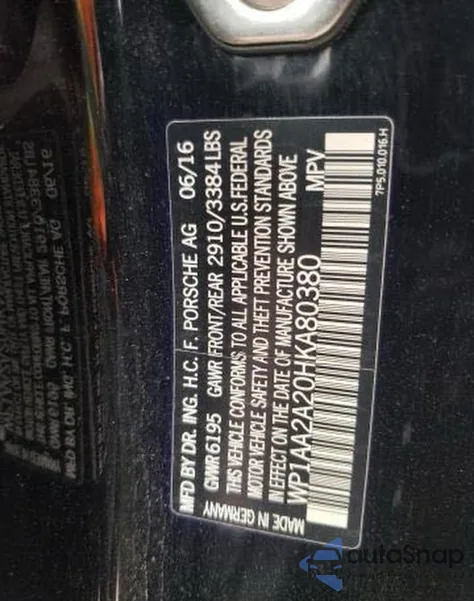 MFD BY DR. ING. H.C. F. PORSCHE AG 06/16
GVWR 6195 GAWR FRONT/REAR 2910/3384 LBS
THIS VEHICLE CONFORMS TO ALL APPLICABLE U.S. FEDERAL
MOTOR VEHICLE SAFETY AND THEFT PREVENTION STANDARDS
IN EFFECT ON THE DATE OF MANUFACTURE SHOWN ABOVE
WP1AA2A20HKA80380 MPV
MADE IN GERMANY
7P5.010.016.H
autoSnap